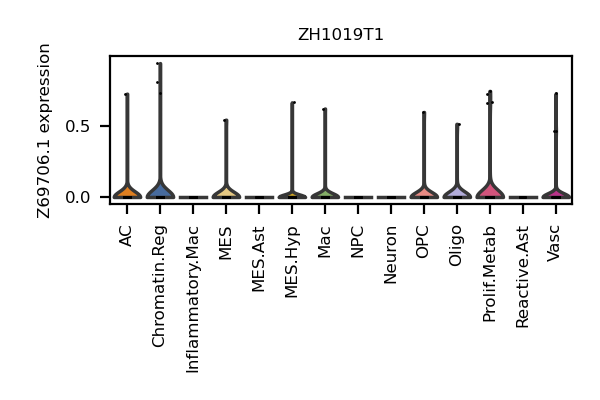 ZH1019T1
Z69706.1 expression
0.5
0.0
AC
Chromatin.Reg
Inflammatory.Mac
MES
MES.Ast
MES.Hyp
Mac
NPC
Neuron
OPC
Oligo
Prolif.Metab
Reactive.Ast
Vasc